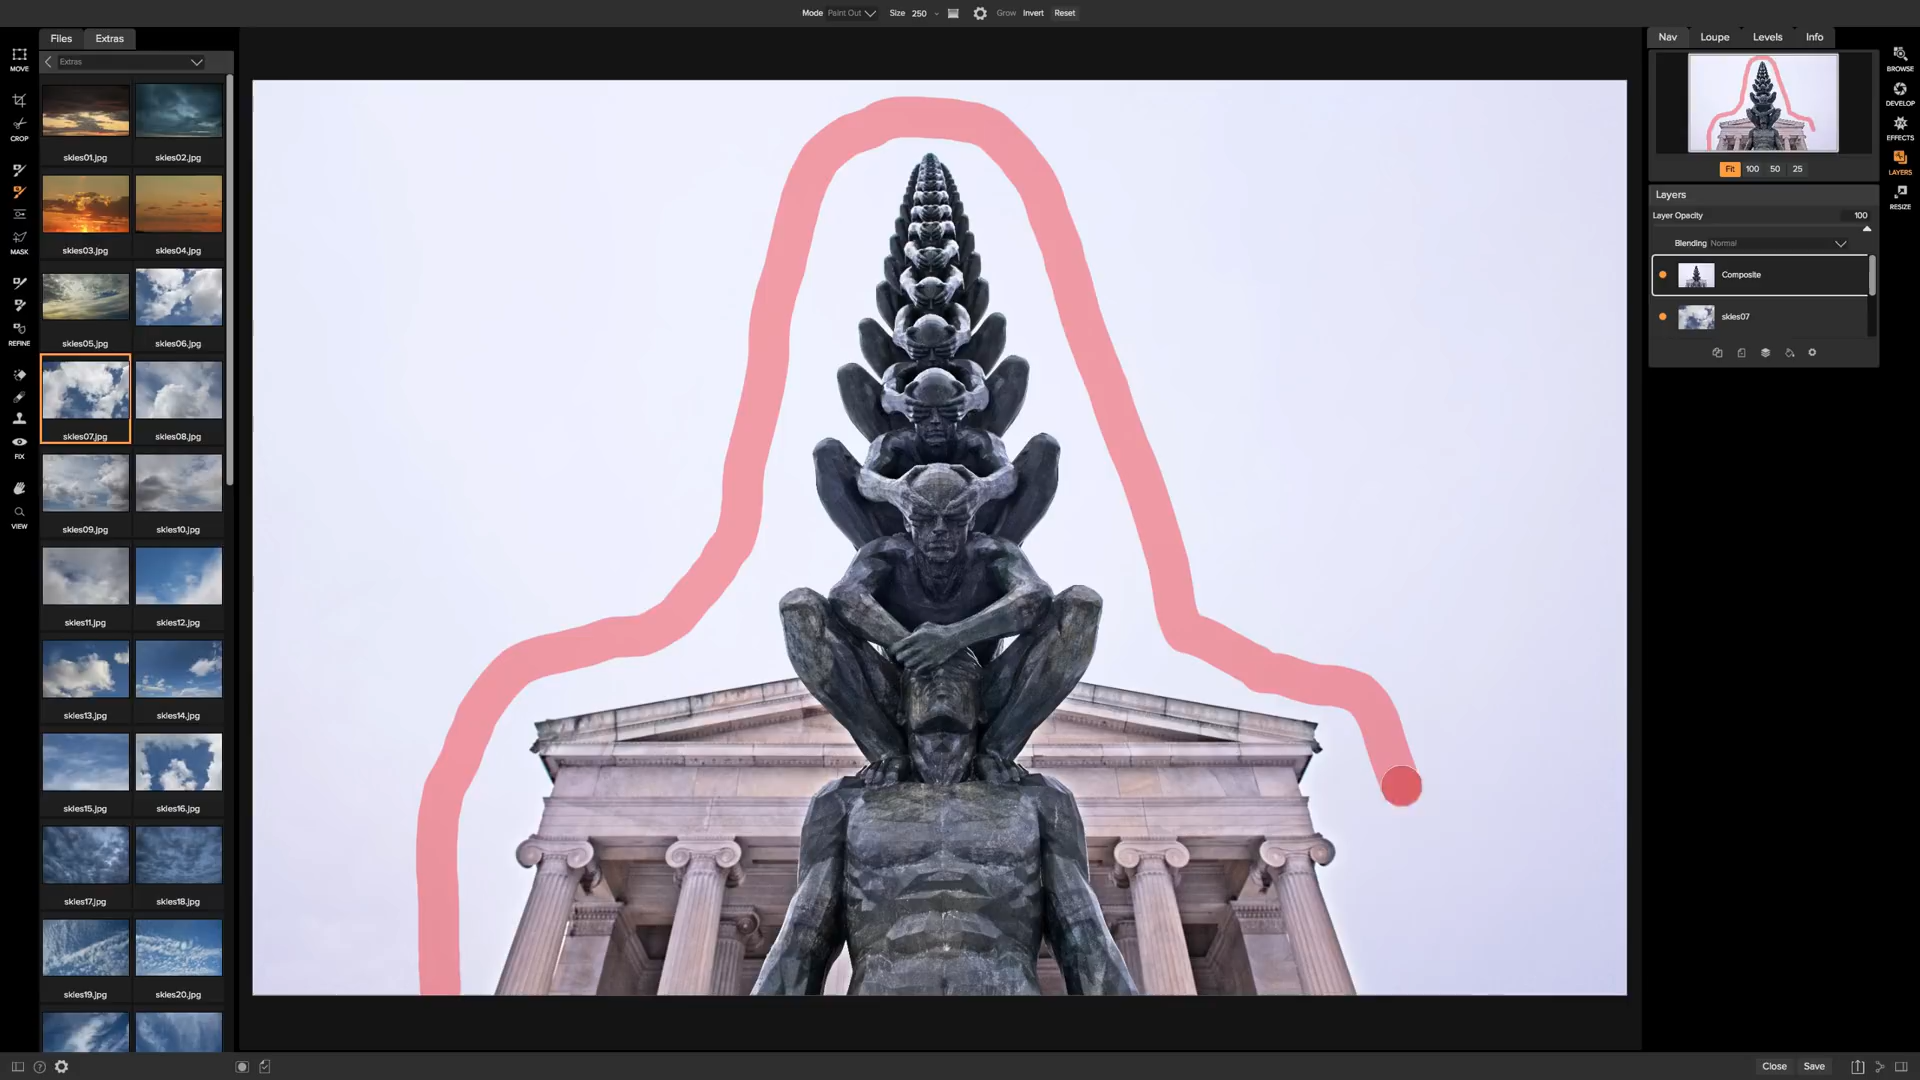 Mode Paint Out Size 250 Grow Invert Reset
Files Extras
Extras
MOVE
CROP
MASK
REFINE
FIX
VIEW
skies01.jpg skies02.jpg
skies03.jpg skies04.jpg
skies05.jpg skies06.jpg
skies07.jpg skies08.jpg
skies09.jpg skies10.jpg
skies11.jpg skies12.jpg
skies13.jpg skies14.jpg
skies15.jpg skies16.jpg
skies17.jpg skies18.jpg
skies19.jpg skies20.jpg
Nav Loupe Levels Info
Fit 100 50 25
Layers
Layer Opacity 100
Blending Normal
Composite
skies07
BROWSE
DEVELOP
EFFECTS
LAYERS
RESIZE
Close Save